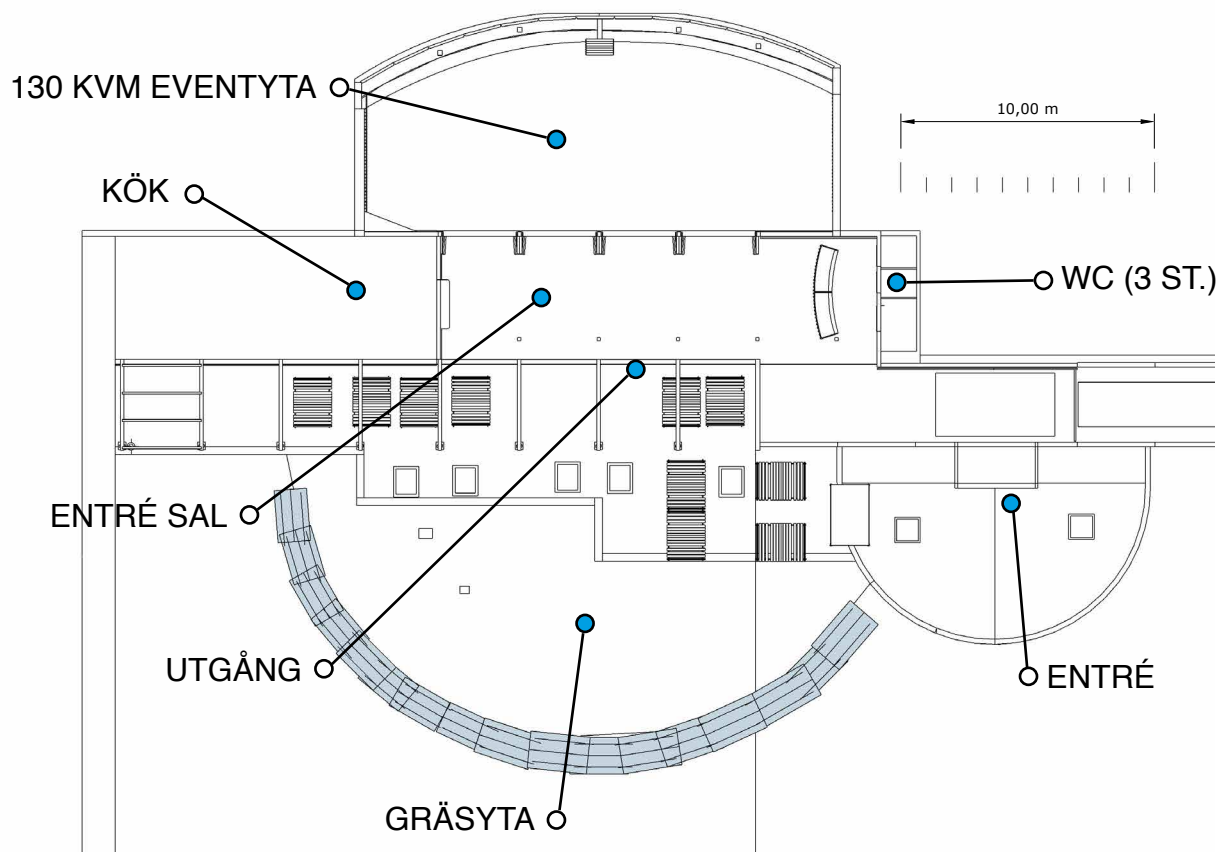 130 KVM EVENTYTA
10,00 m
KÖK
WC (3 ST.)
ENTRÉ SAL
UTGÅNG
ENTRÉ
GRÄSYTA